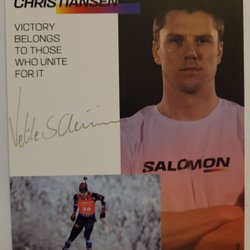 CHRISTIANSEN
VICTORY
BELONGS
TO THOSE
WHO UNITE
FOR IT
SALOMON